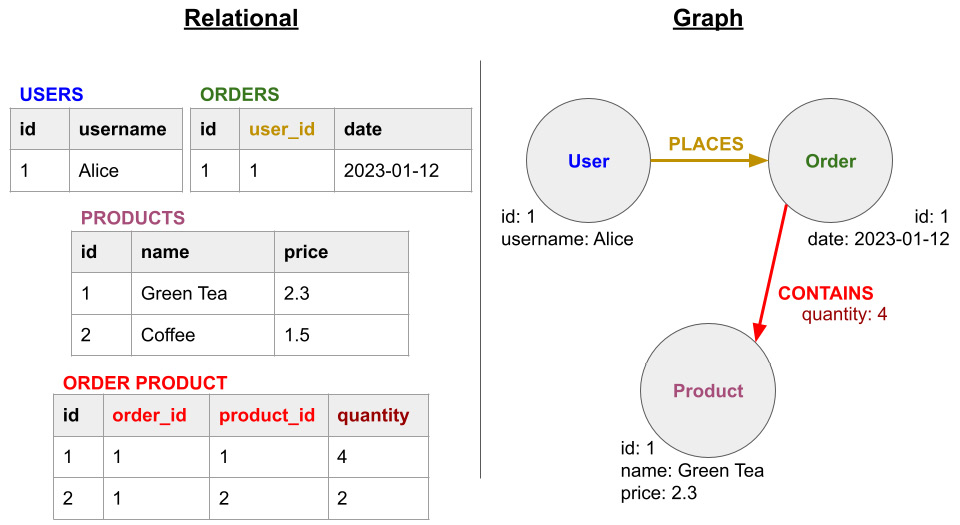 Relational
USERS
id username
1 Alice
ORDERS
id user_id date
1 1 2023-01-12
PRODUCTS
id name price
1 Green Tea 2.3
2 Coffee 1.5
ORDER PRODUCT
id order_id product_id quantity
1 1 1 4
2 1 2 2
Graph
User
PLACES
Order
id: 1
username: Alice
id: 1
date: 2023-01-12
CONTAINS
quantity: 4
Product
id: 1
name: Green Tea
price: 2.3